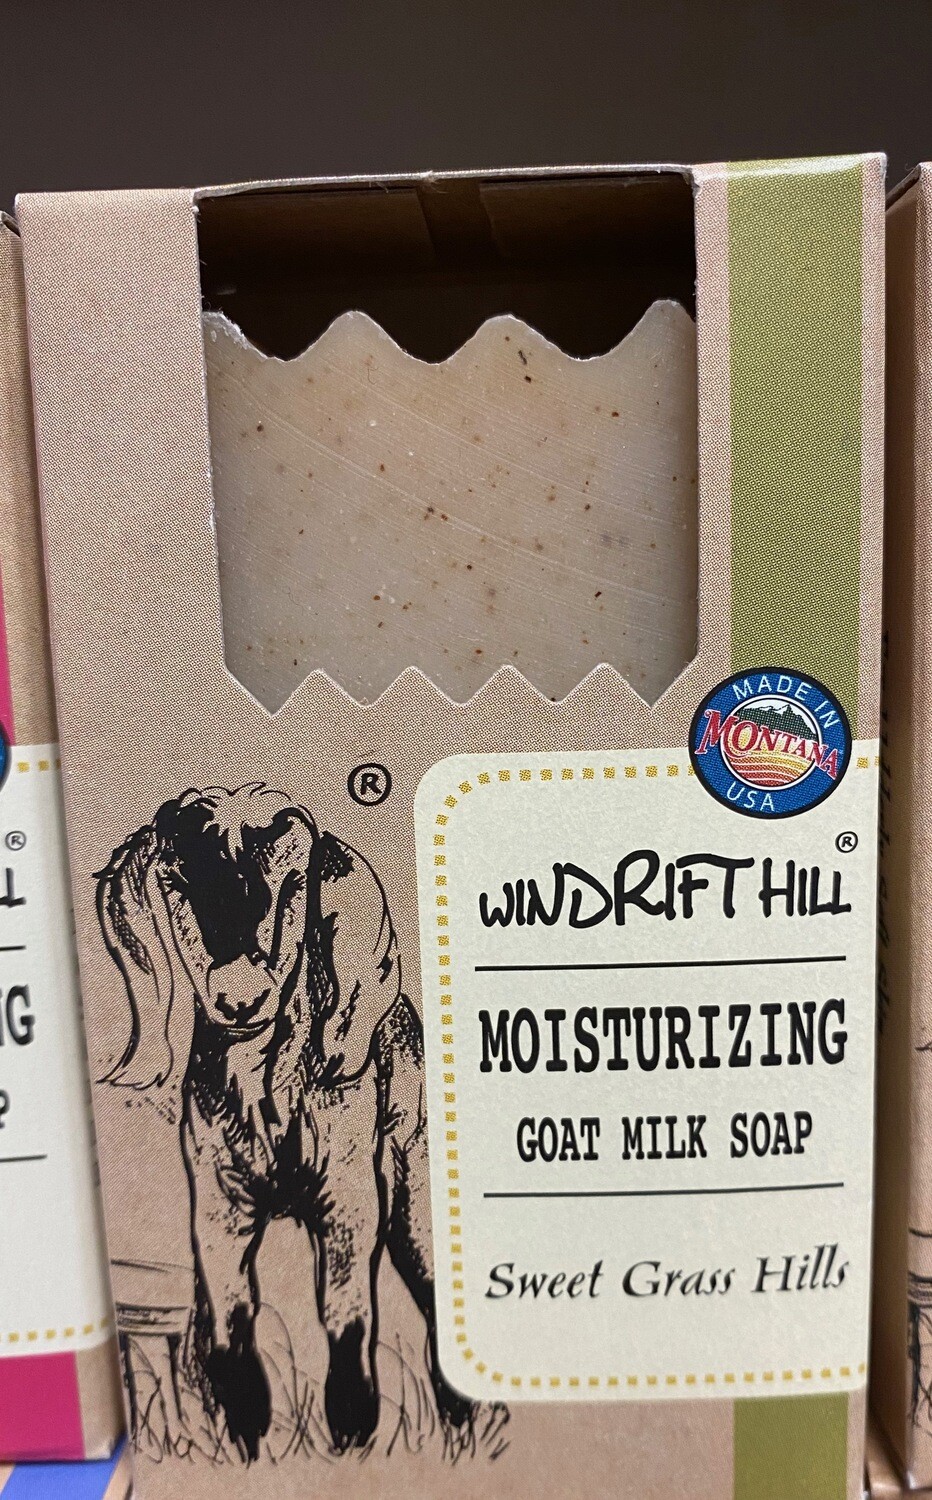 MADE IN
MONTANA
USA
®
WINDRIFT HILL®
MOISTURIZING
GOAT MILK SOAP
Sweet Grass Hills
®